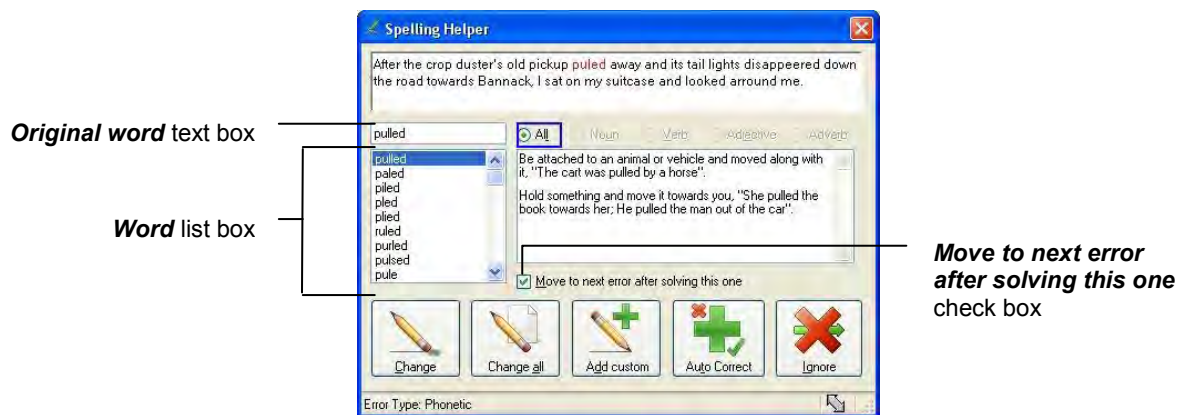 Spelling Helper
After the crop duster's old pickup puled away and its tail lights disappeered down
the road towards Bannack, I sat on my suitcase and looked arround me.
Original word text box
pulled
All Noun Verb Adjective Adverb
Word list box
pulled
paled
piled
pled
plied
ruled
purled
pulsed
pule
Be attached to an animal or vehicle and moved along with
it, "The cart was pulled by a horse".
Hold something and move it towards you, "She pulled the
book towards her; He pulled the man out of the car".
Move to next error after solving this one
Move to next error
after solving this one
check box
Change
Change all
Add custom
Auto Correct
Ignore
Error Type: Phonetic